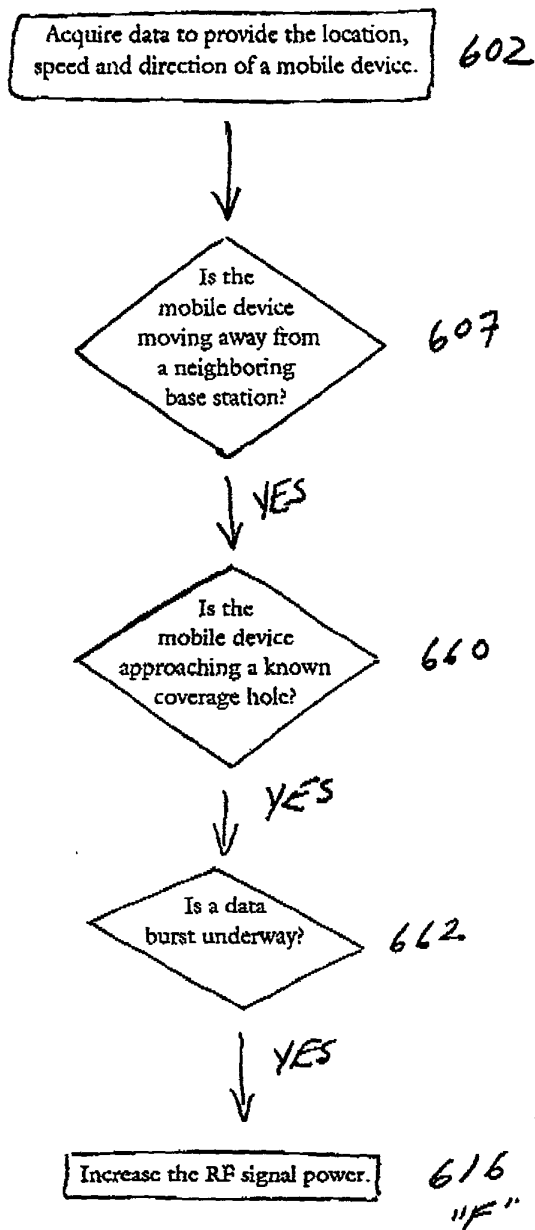 Acquire data to provide the location,
speed and direction of a mobile device.
602
Is the
mobile device
moving away from
a neighboring
base station?
607
YES
Is the
mobile device
approaching a known
coverage hole?
660
YES
Is a data
burst underway?
662
YES
Increase the RF signal power.
616
"F"